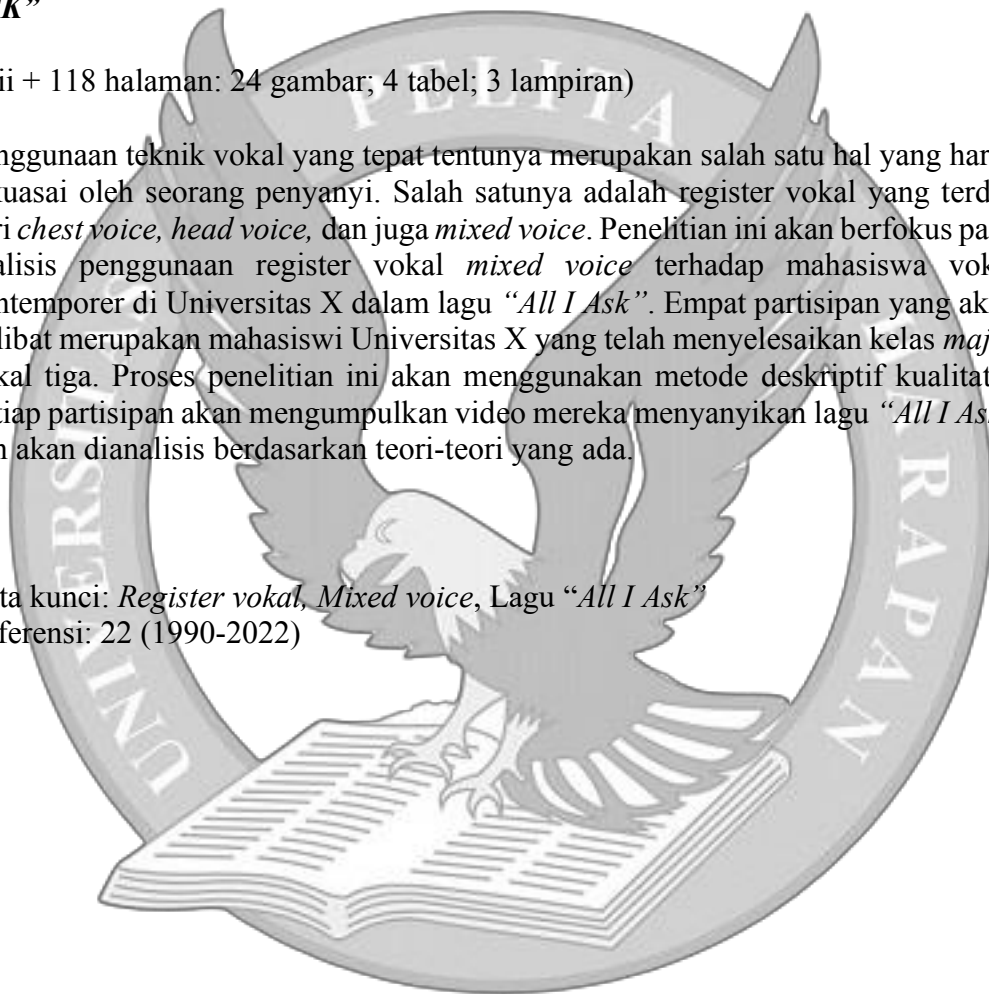 K”
ii + 118 halaman: 24 gambar; 4 tabel; 3 lampiran)
nggunaan teknik vokal yang tepat tentunya merupakan salah satu hal yang har
uasai oleh seorang penyanyi. Salah satunya adalah register vokal yang terd
ri chest voice, head voice, dan juga mixed voice. Penelitian ini akan berfokus pa
alisis penggunaan register vokal mixed voice terhadap mahasiswa vok
ntemporer di Universitas X dalam lagu “All I Ask”. Empat partisipan yang ak
libat merupakan mahasiswi Universitas X yang telah menyelesaikan kelas maj
kal tiga. Proses penelitian ini akan menggunakan metode deskriptif kualitat
tiap partisipan akan mengumpulkan video mereka menyanyikan lagu “All I As
n akan dianalisis berdasarkan teori-teori yang ada.
ta kunci: Register vokal, Mixed voice, Lagu “All I Ask”
ferensi: 22 (1990-2022)
UNIVERSITAS
PELITA
HARAPAN